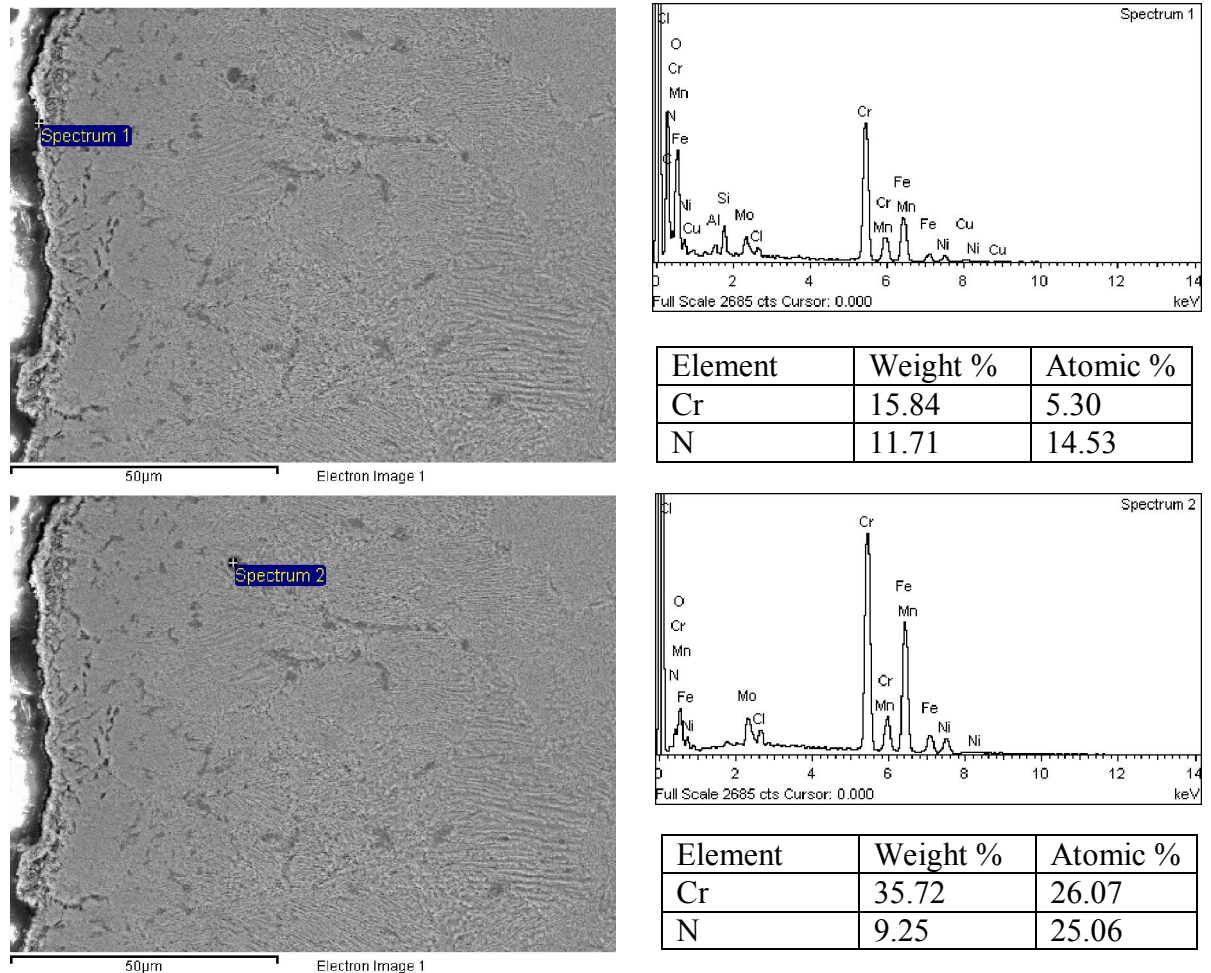 Spectrum 1
50µm Electron Image 1
Spectrum 1
Cl
O
Cr
Mn
N
Fe
C
Ni
Cu
Al
Si
Mo
Cl
Cr
Cr
Mn
Fe
Mn
Fe
Ni
Cu
Ni
Cu
0 2 4 6 8 10 12 14
Full Scale 2685 cts Cursor: 0.000 keV
Element Weight % Atomic %
Cr 15.84 5.30
N 11.71 14.53
Spectrum 2
50µm Electron Image 1
Spectrum 2
Cl
O
Cr
Mn
N
Fe
Ni
Mo
Cl
Cr
Cr
Mn
Fe
Mn
Fe
Ni
Ni
0 2 4 6 8 10 12 14
Full Scale 2685 cts Cursor: 0.000 keV
Element Weight % Atomic %
Cr 35.72 26.07
N 9.25 25.06